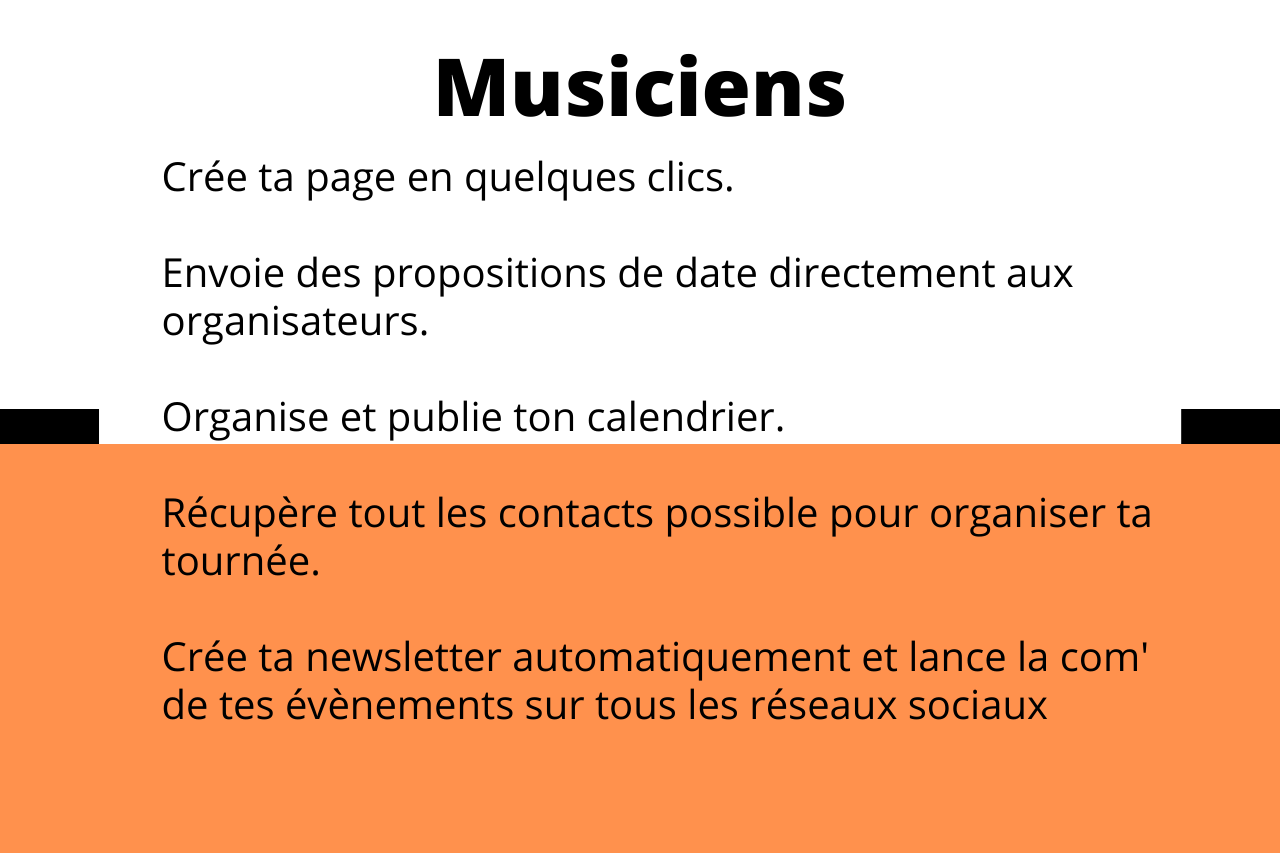 Musiciens
Crée ta page en quelques clics.
Envoie des propositions de date directement aux
organisateurs.
Organise et publie ton calendrier.
Récupère tout les contacts possible pour organiser ta
tournée.
Crée ta newsletter automatiquement et lance la com'
de tes évènements sur tous les réseaux sociaux